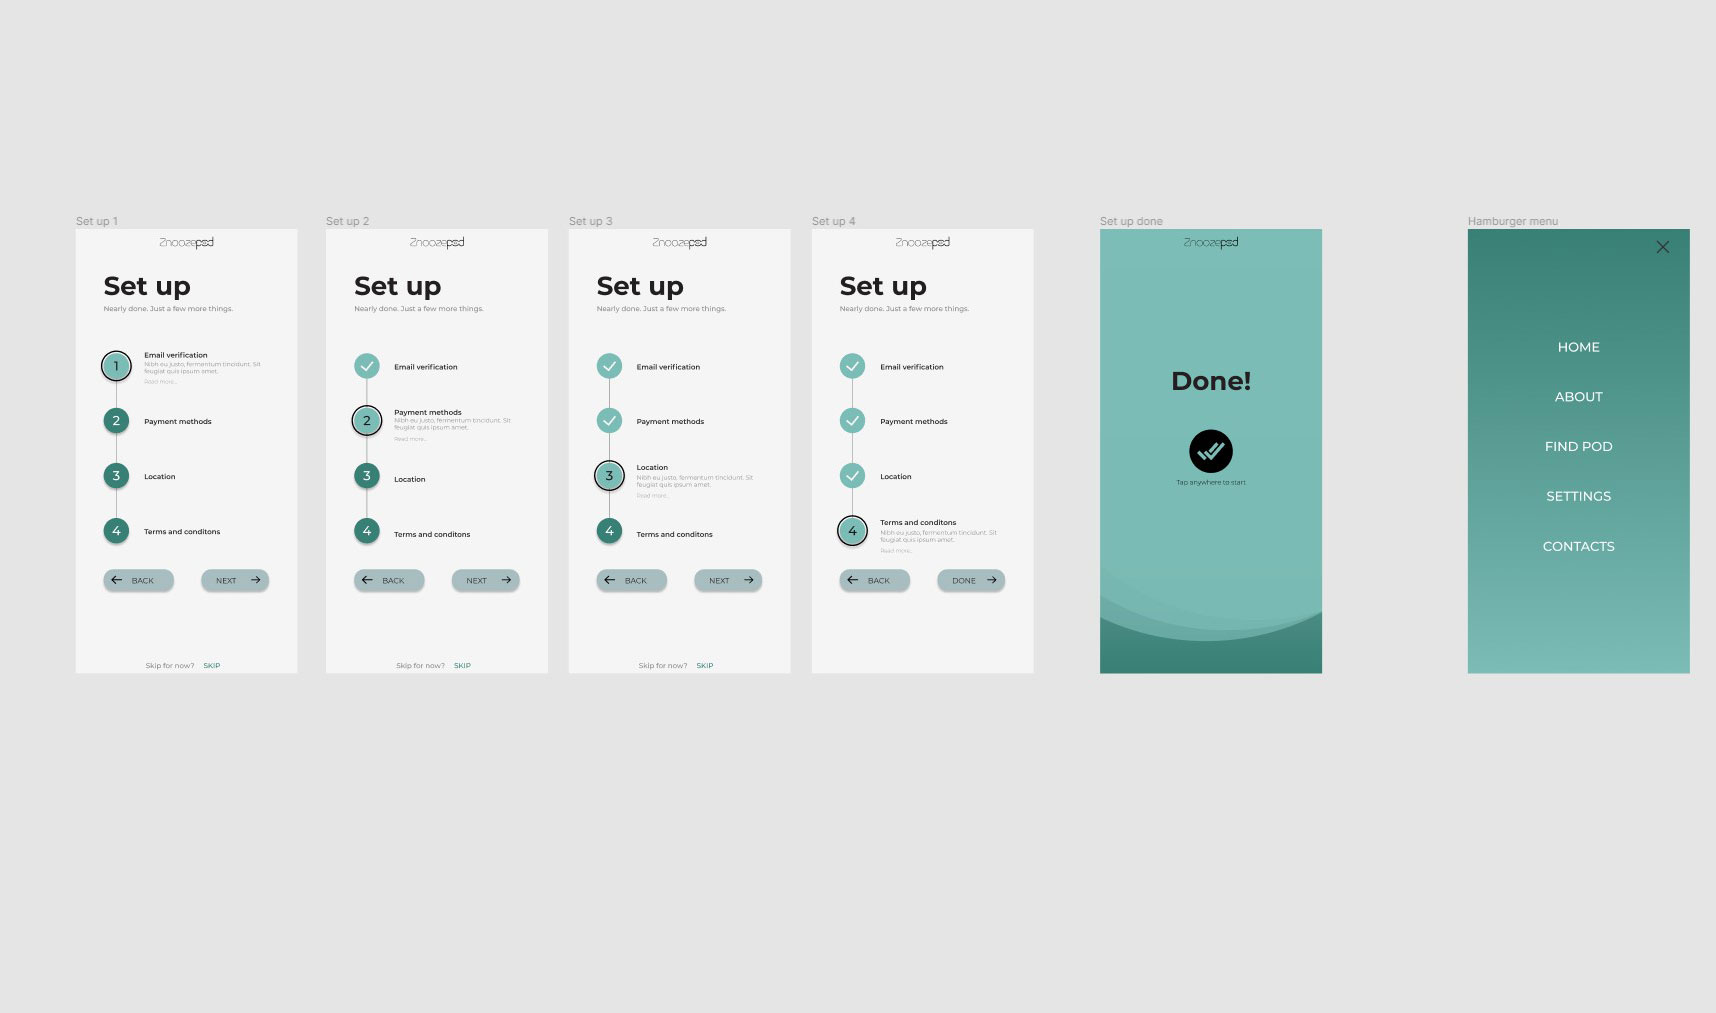 Set up 1
Znoozepod
Set up
Nearly done. Just a few more things.
1
Email verification
Nibh eu justo, fermentum tincidunt. Sit
feugiat quis ipsum amet.
Read more...
2
Payment methods
3
Location
4
Terms and conditons
BACK
NEXT
Skip for now? SKIP
Set up 2
Znoozepod
Set up
Nearly done. Just a few more things.
Email verification
2
Payment methods
Nibh eu justo, fermentum tincidunt. Sit
feugiat quis ipsum amet.
Read more...
3
Location
4
Terms and conditons
BACK
NEXT
Skip for now? SKIP
Set up 3
Znoozepod
Set up
Nearly done. Just a few more things.
Email verification
Payment methods
3
Location
Nibh eu justo, fermentum tincidunt. Sit
feugiat quis ipsum amet.
Read more...
4
Terms and conditons
BACK
NEXT
Skip for now? SKIP
Set up 4
Znoozepod
Set up
Nearly done. Just a few more things.
Email verification
Payment methods
Location
4
Terms and conditons
Nibh eu justo, fermentum tincidunt. Sit
feugiat quis ipsum amet.
Read more...
BACK
DONE
Set up done
Znoozepod
Done!
Tap anywhere to start
Hamburger menu
HOME
ABOUT
FIND POD
SETTINGS
CONTACTS